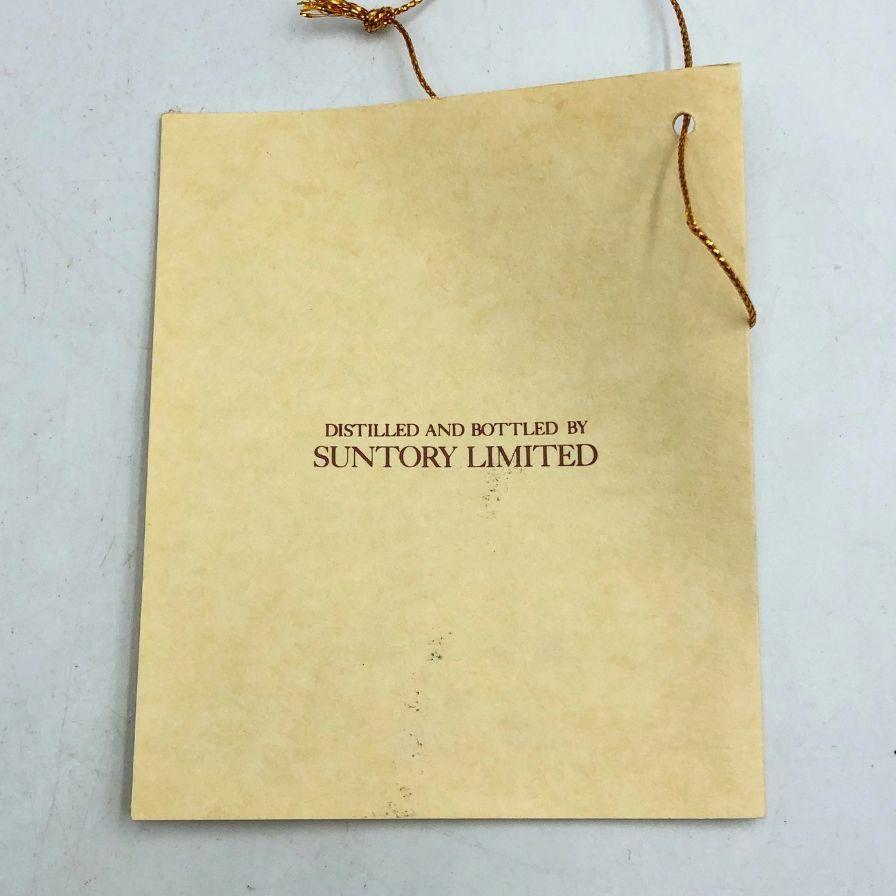 DISTILLED AND BOTTLED BY
SUNTORY LIMITED